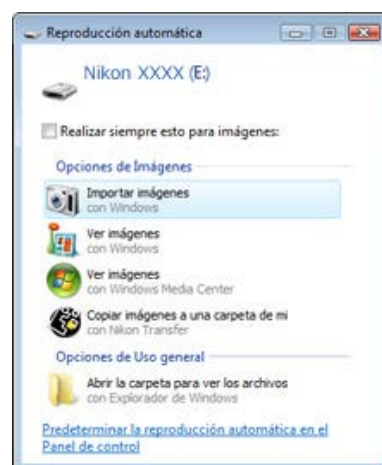 Reproducción automática
Nikon XXXX (E:)
Realizar siempre esto para imágenes:
Opciones de Imágenes
Importar imágenes
con Windows
Ver imágenes
con Windows
Ver imágenes
con Windows Media Center
Copiar imágenes a una carpeta de mi
con Nikon Transfer
Opciones de Uso general
Abrir la carpeta para ver los archivos
con Explorador de Windows
Predeterminar la reproducción automática en el
Panel de control